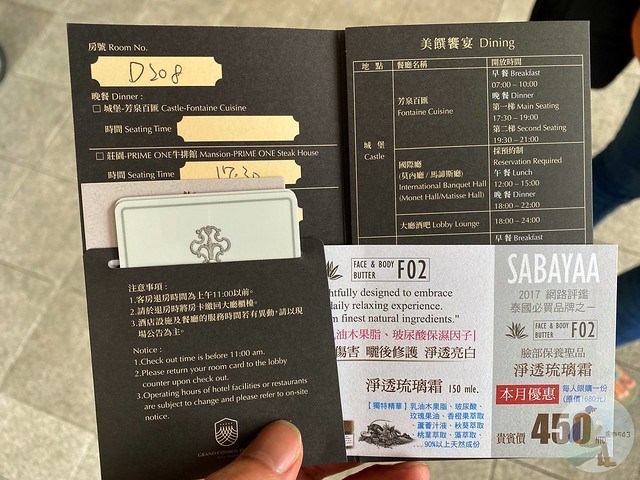 房號 Room No.
D308
晚餐 Dinner :
□ 城堡-芳泉百匯 Castle-Fontaine Cuisine
時間 Seating Time
□ 莊園-PRIME ONE牛排館 Mansion-PRIME ONE Steak House
時間 Seating Time 17:30
美饌饗宴 Dining
地 點 餐廳名稱 開放時間
城 堡
Castle
芳泉百匯
Fontaine Cuisine
早 餐 Breakfast
07:00 – 10:00
晚 餐 Dinner
第一梯 Main Seating
17:30 – 19:00
第二梯 Second Seating
19:30 – 21:00
國際廳
(莫內廳 / 馬諦斯廳)
International Banquet Hall
(Monet Hall/Matisse Hall)
採預約制
Reservation Required
午 餐 Lunch
12:00 – 15:00
晚 餐 Dinner
18:00 – 22:00
大廳酒吧 Lobby Lounge 18:00 – 24:00
早 餐 Breakfast
注意事項：
1.客房退房時間為上午11:00以前。
2.請於退房時將房卡繳回大廳櫃檯。
3.酒店設施及餐廳的服務時間若有異動，請以現
場公告為主。
Notice :
1.Check out time is before 11:00 am.
2.Please return your room card to the lobby
counter upon check out.
3.Operating hours of hotel facilities or restaurants
are subject to change and please refer to on-site
notice.
FACE & BODY
BUTTER F02
htfully designed to embrace
daily relaxing experience.
m finest natural ingredients."
油木果脂、玻尿酸保濕因子|
傷害 曬後修護 淨透亮白
淨透琉璃霜 150 mle.
【獨特精華】乳油木果脂、玻尿酸、
玫瑰果油、香橙果萃取
蘆薈汁液、秋葵萃取
桃葉萃取、藻萃取、
...90%以上天然成份
SABAYAA
2017 網路評鑑
泰國必買品牌之一
FACE & BODY
BUTTER F02
臉部保養聖品
淨透琉璃霜
本月優惠 每人限購一份
(原價1680元)
貴賓價 450